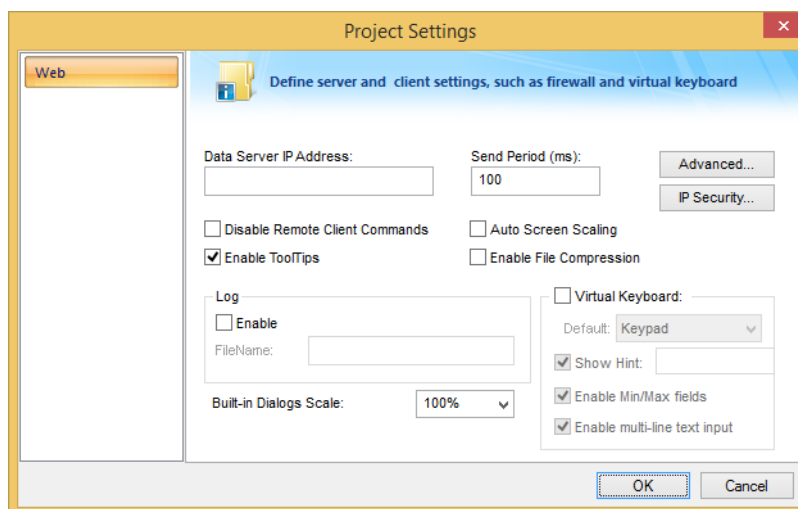 Project Settings
Web
Define server and client settings, such as firewall and virtual keyboard
Data Server IP Address:
Send Period (ms):
100
Advanced...
IP Security...
Disable Remote Client Commands
Auto Screen Scaling
Enable ToolTips
Enable File Compression
Log
Enable
FileName:
Virtual Keyboard:
Default: Keypad
Show Hint:
Enable Min/Max fields
Enable multi-line text input
Built-in Dialogs Scale: 100%
OK
Cancel